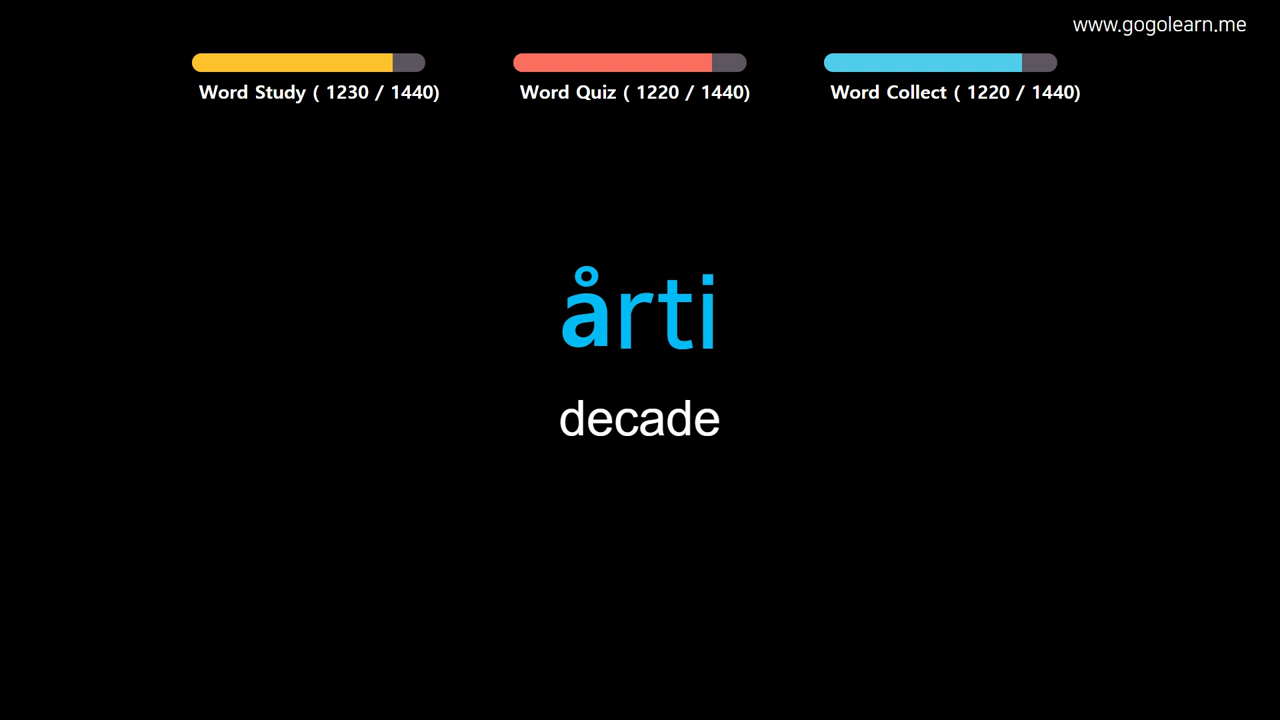 www.gogolearn.me
Word Study ( 1230 / 1440)
Word Quiz ( 1220 / 1440)
Word Collect ( 1220 / 1440)
årti
decade